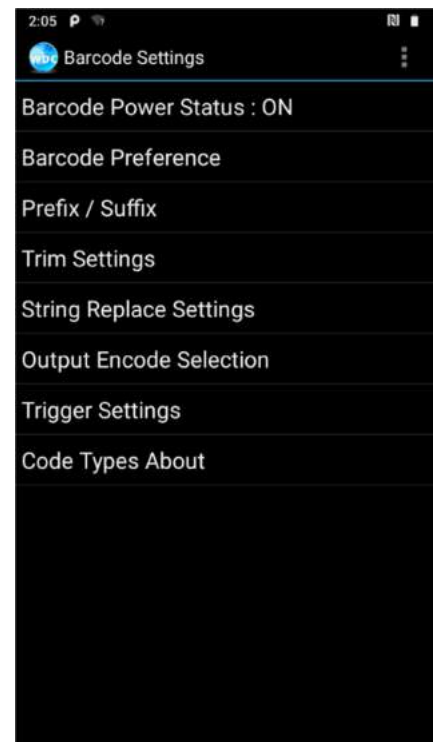 2:05 P
WDC Barcode Settings
Barcode Power Status : ON
Barcode Preference
Prefix / Suffix
Trim Settings
String Replace Settings
Output Encode Selection
Trigger Settings
Code Types About